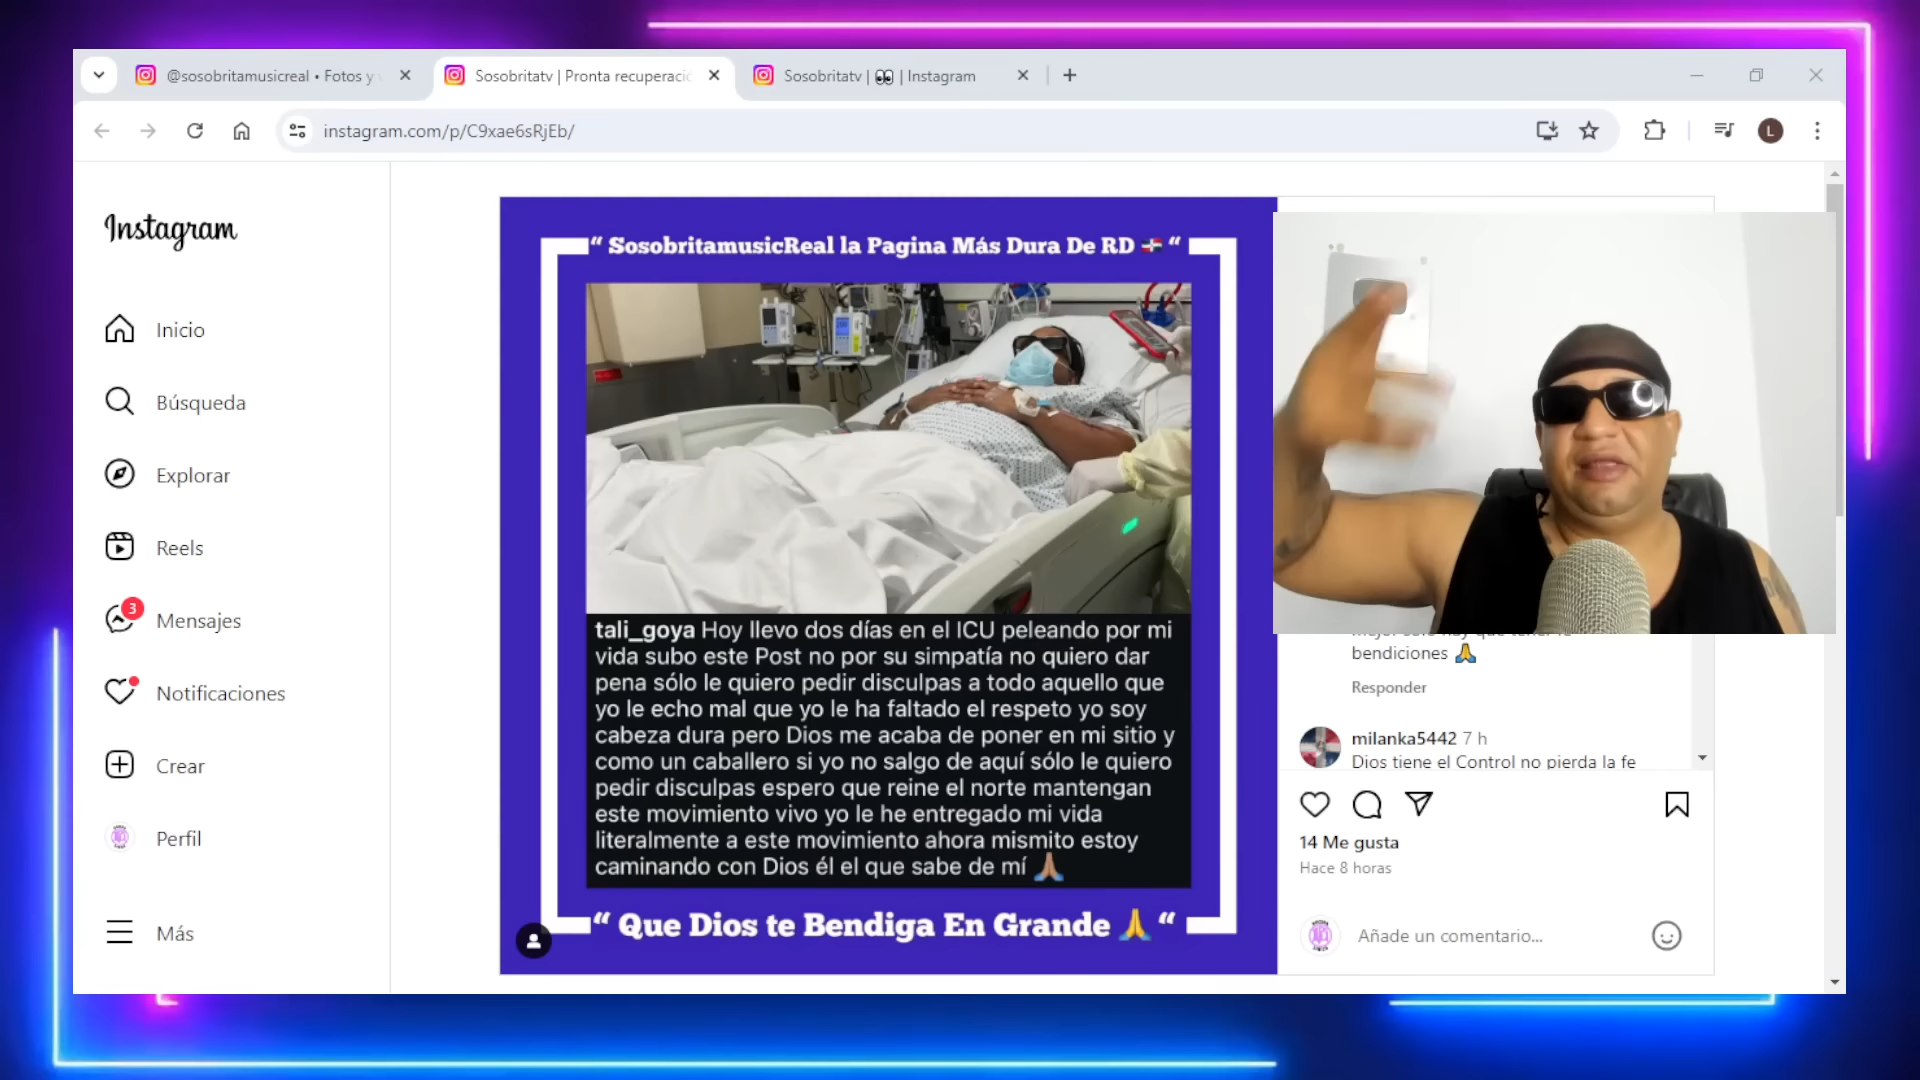 @sosobritamusicreal • Fotos y
Sosobritatv | Pronta recuperació
Sosobritatv | 👀 | Instagram
instagram.com/p/C9xae6sRjEb/
L
Instagram
Inicio
Búsqueda
Explorar
Reels
3
Mensajes
Notificaciones
Crear
Perfil
Más
“ SosobritamusicReal la Pagina Más Dura De RD 🇩🇴 “
tali_goya Hoy llevo dos días en el ICU peleando por mi
vida subo este Post no por su simpatía no quiero dar
pena sólo le quiero pedir disculpas a todo aquello que
yo le echo mal que yo le ha faltado el respeto yo soy
cabeza dura pero Dios me acaba de poner en mi sitio y
como un caballero si yo no salgo de aquí sólo le quiero
pedir disculpas espero que reine el norte mantengan
este movimiento vivo yo le he entregado mi vida
literalmente a este movimiento ahora mismito estoy
caminando con Dios él el que sabe de mí 🙏🏽
“ Que Dios te Bendiga En Grande 🙏 “
bendiciones 🙏
Responder
milanka5442 7 h
Dios tiene el Control no pierda la fe
14 Me gusta
Hace 8 horas
Añade un comentario...